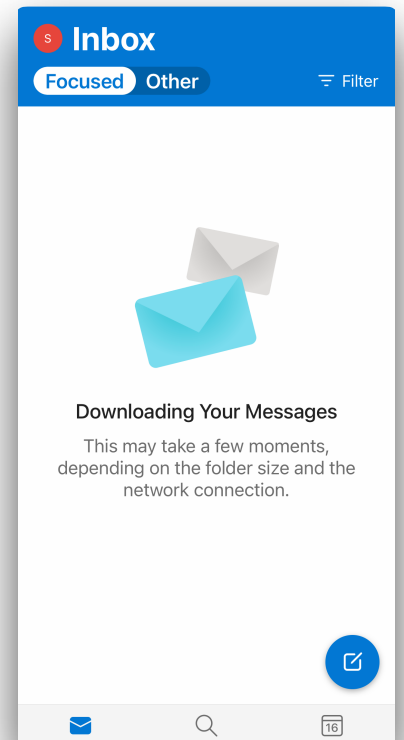 S Inbox
Focused Other Filter
Downloading Your Messages
This may take a few moments,
depending on the folder size and the
network connection.
16